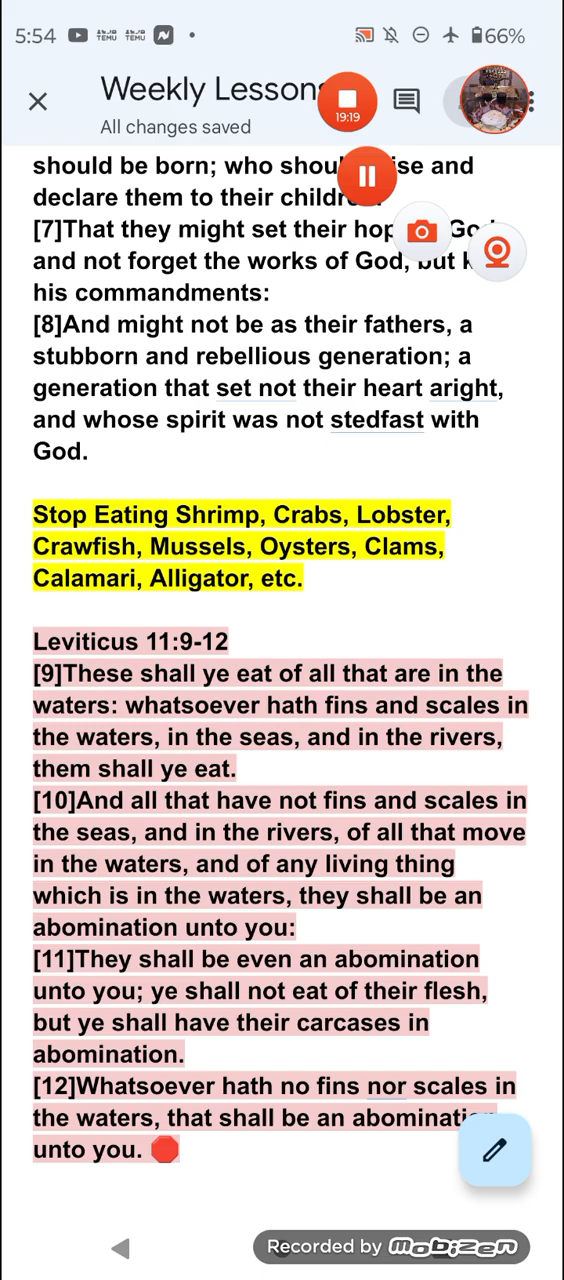 5:54
TEMU TEMU
66%
Weekly Lesson
19:19
All changes saved
should be born; who and
declare them to their
[7]That they might set their
and not forget the works of God, but
his commandments:
[8]And might not be as their fathers, a
stubborn and rebellious generation; a
generation that set not their heart aright,
and whose spirit was not stedfast with
God.
Stop Eating Shrimp, Crabs, Lobster,
Crawfish, Mussels, Oysters, Clams,
Calamari, Alligator, etc.
Leviticus 11:9-12
[9]These shall ye eat of all that are in the
waters: whatsoever hath fins and scales in
the waters, in the seas, and in the rivers,
them shall ye eat.
[10]And all that have not fins and scales in
the seas, and in the rivers, of all that move
in the waters, and of any living thing
which is in the waters, they shall be an
abomination unto you:
[11]They shall be even an abomination
unto you; ye shall not eat of their flesh,
but ye shall have their carcases in
abomination.
[12]Whatsoever hath no fins nor scales in
the waters, that shall be an
unto you.
Recorded by Mobizen